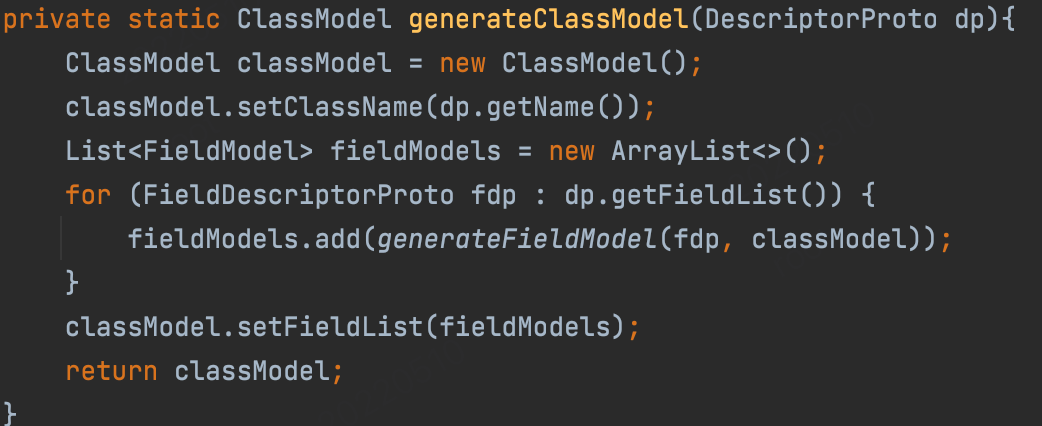 private static ClassModel generateClassModel(DescriptorProto dp){
    ClassModel classModel = new ClassModel();
    classModel.setClassName(dp.getName());
    List<FieldModel> fieldModels = new ArrayList<>();
    for (FieldDescriptorProto fdp : dp.getFieldList()) {
        fieldModels.add(generateFieldModel(fdp, classModel));
    }
    classModel.setFieldList(fieldModels);
    return classModel;
}